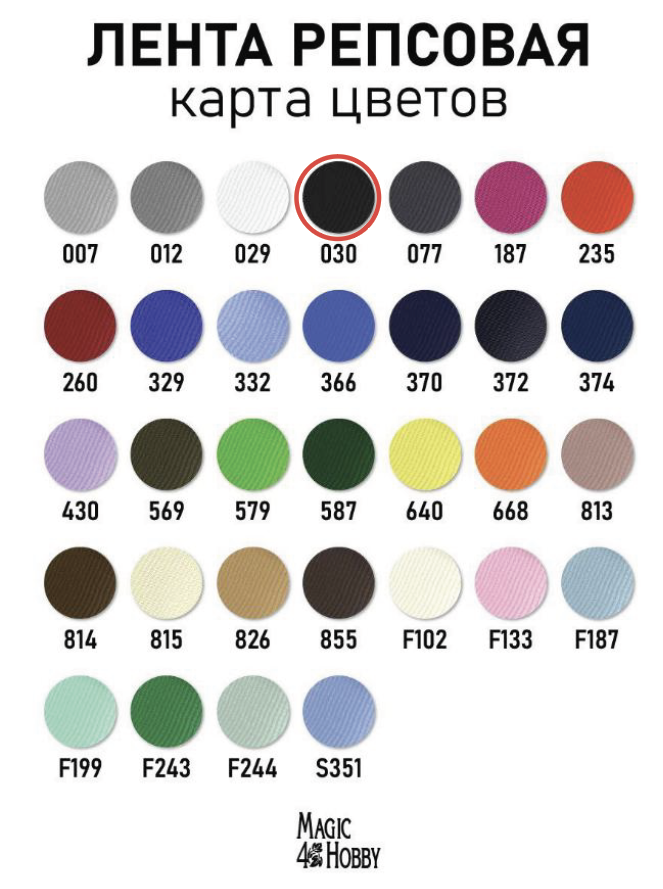 ЛЕНТА РЕПСОВАЯ
карта цветов
007 012 029 030 077 187 235
260 329 332 366 370 372 374
430 569 579 587 640 668 813
814 815 826 855 F102 F133 F187
F199 F243 F244 S351
MAGIC
4 HOBBY